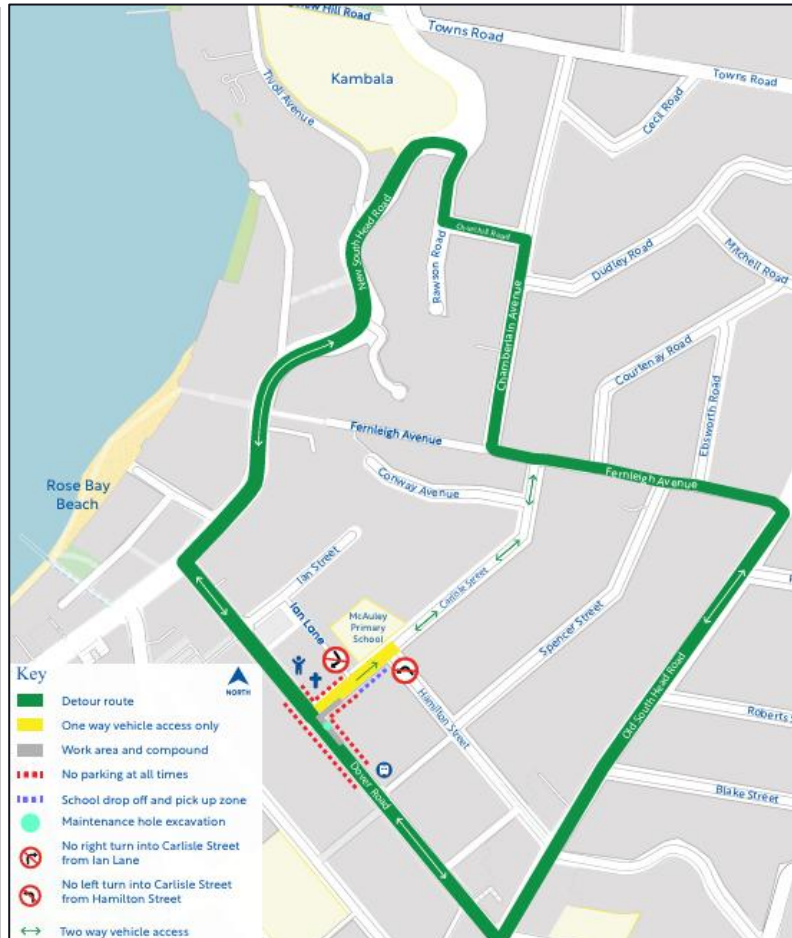 Hill Road
Towns Road
Towns Road
Kambala
Tivoli Avenue
Cecil Road
New South Head Road
Overhill Road
Rawson Road
Dudley Road
Mitchell Road
Chamberlain Avenue
Courtenay Road
Ebsworth Road
Fernleigh Avenue
Fernleigh Avenue
Conway Avenue
Rose Bay
Beach
Ian Street
Carlisle Street
Ian Lane
McAuley
Primary
School
Spencer Street
Hamilton Street
Old South Head Road
Roberts S
Blake Street
Dover Road
Key
NORTH
Detour route
One way vehicle access only
Work area and compound
No parking at all times
School drop off and pick up zone
Maintenance hole excavation
No right turn into Carlisle Street
from Ian Lane
No left turn into Carlisle Street
from Hamilton Street
Two way vehicle access